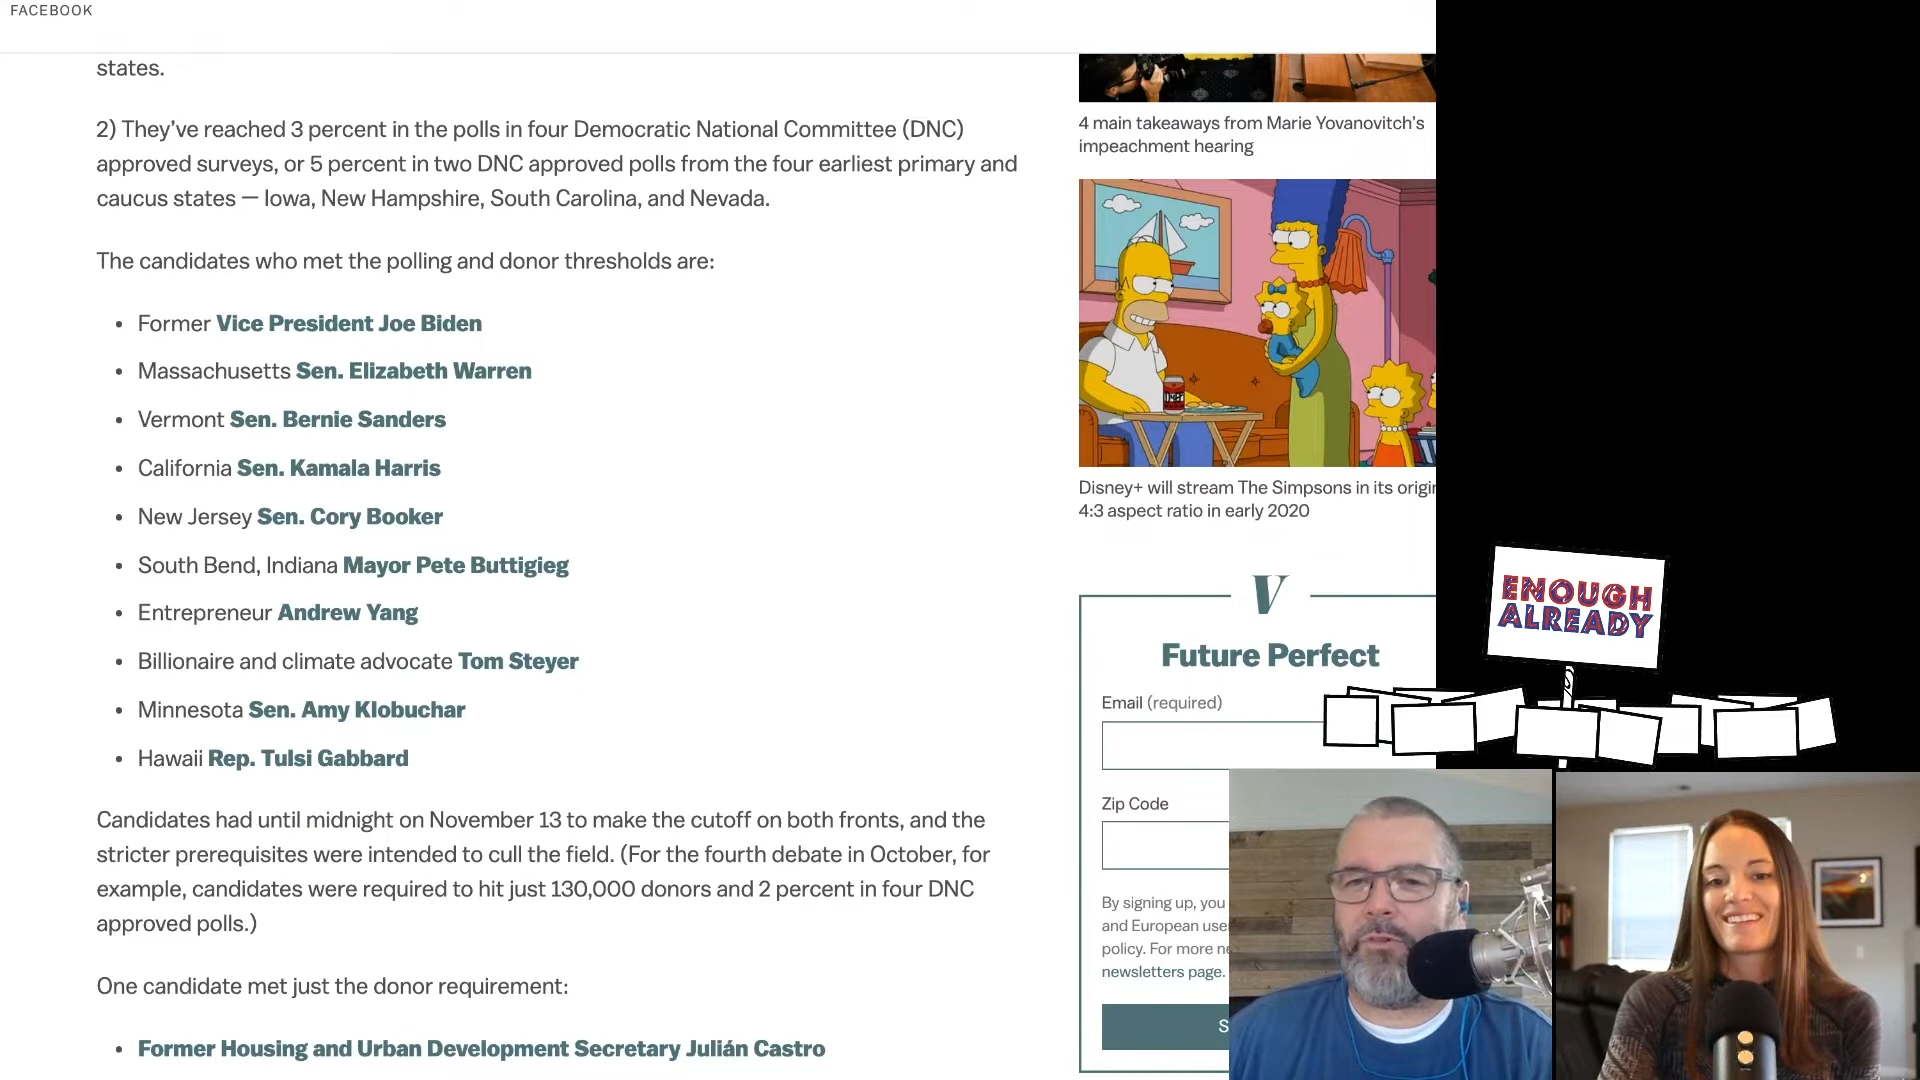 FACEBOOK
states.
2) They’ve reached 3 percent in the polls in four Democratic National Committee (DNC)
approved surveys, or 5 percent in two DNC approved polls from the four earliest primary and
caucus states — Iowa, New Hampshire, South Carolina, and Nevada.
The candidates who met the polling and donor thresholds are:
• Former Vice President Joe Biden
• Massachusetts Sen. Elizabeth Warren
• Vermont Sen. Bernie Sanders
• California Sen. Kamala Harris
• New Jersey Sen. Cory Booker
• South Bend, Indiana Mayor Pete Buttigieg
• Entrepreneur Andrew Yang
• Billionaire and climate advocate Tom Steyer
• Minnesota Sen. Amy Klobuchar
• Hawaii Rep. Tulsi Gabbard
Candidates had until midnight on November 13 to make the cutoff on both fronts, and the
stricter prerequisites were intended to cull the field. (For the fourth debate in October, for
example, candidates were required to hit just 130,000 donors and 2 percent in four DNC
approved polls.)
One candidate met just the donor requirement:
• Former Housing and Urban Development Secretary Julián Castro
4 main takeaways from Marie Yovanovitch’s
impeachment hearing
Disney+ will stream The Simpsons in its
4:3 aspect ratio in early 2020
V
Future Perfect
Email (required)
Zip Code
By signing up, you
and European
policy. For more
newsletters page.
ENOUGH
ALREADY